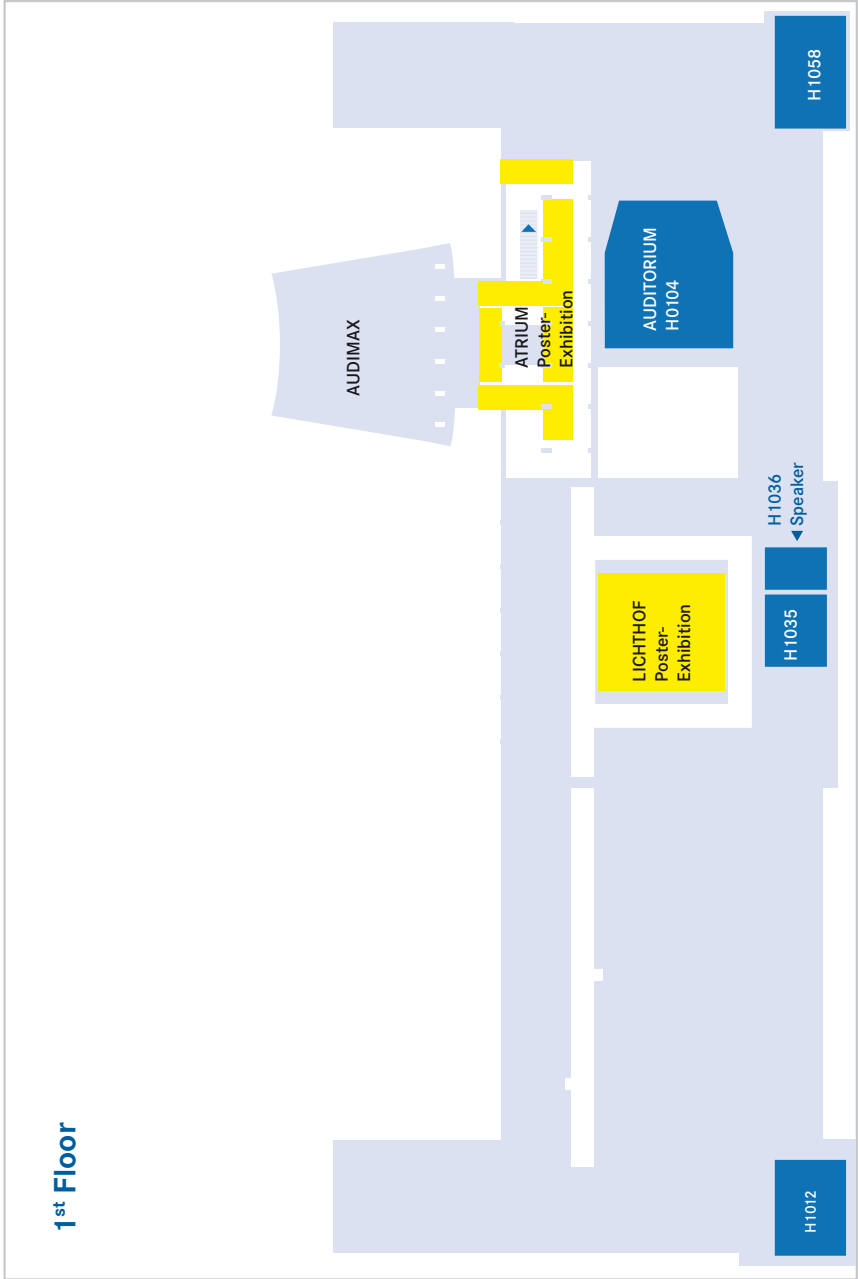 1st Floor
AUDIMAX
ATRIUM
Poster-
Exhibition
AUDITORIUM
H0104
H1058
LICHTHOF
Poster-
Exhibition
H1036
Speaker
H1035
H1012